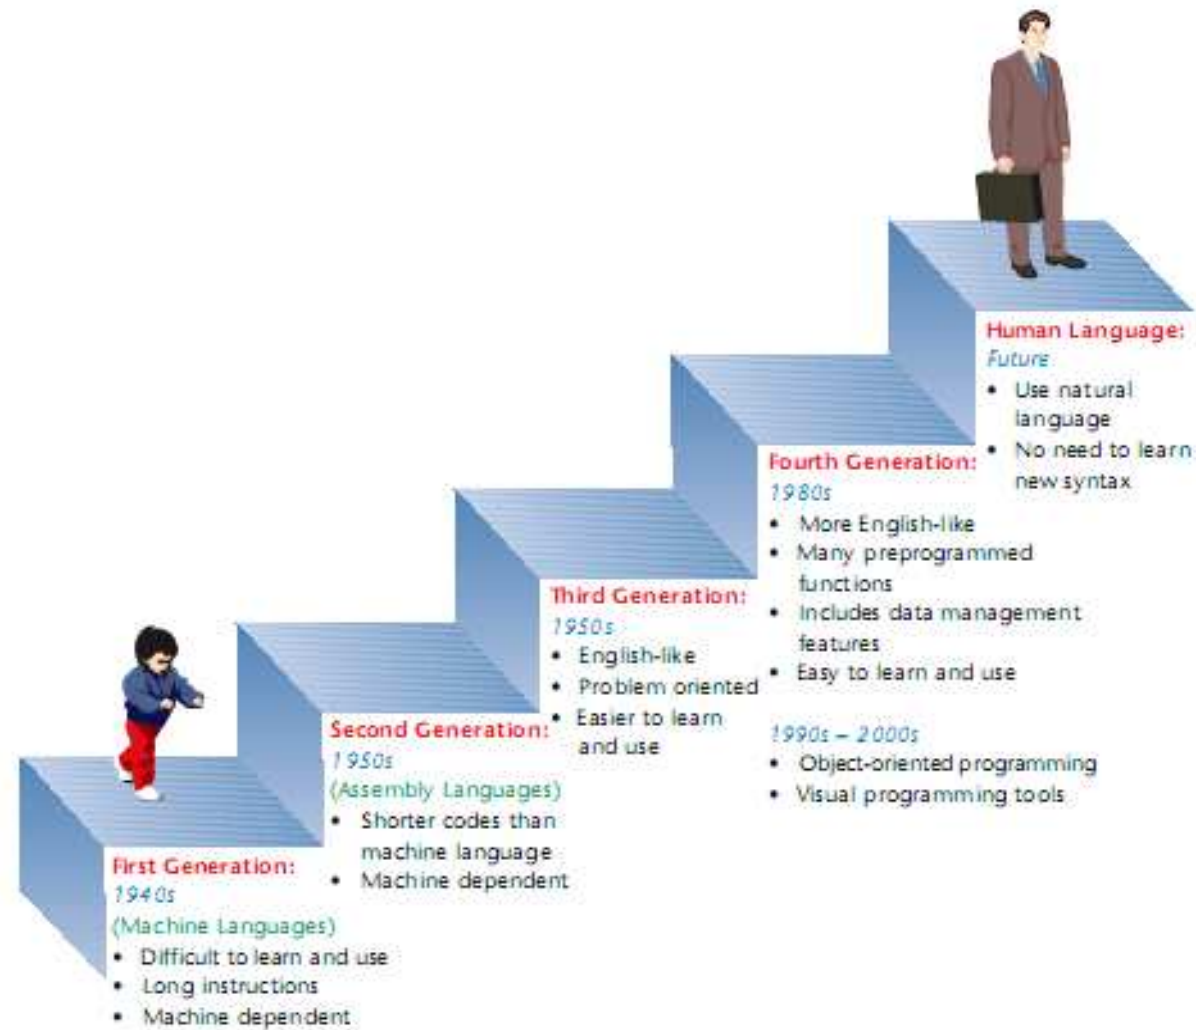 First Generation:
1940s
(Machine Languages)
• Difficult to learn and use
• Long instructions
• Machine dependent
Second Generation:
1950s
(Assembly Languages)
• Shorter codes than
machine language
• Machine dependent
Third Generation:
1950s
• English-like
• Problem oriented
• Easier to learn
and use
Fourth Generation:
1980s
• More English-like
• Many preprogrammed
functions
• Includes data management
features
• Easy to learn and use
1990s – 2000s
• Object-oriented programming
• Visual programming tools
Human Language:
Future
• Use natural
language
• No need to learn
new syntax